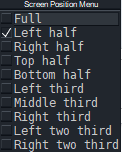 Screen Position Menu
Full
Left half
Right half
Top half
Bottom half
Left third
Middle third
Right third
Left two third
Right two third